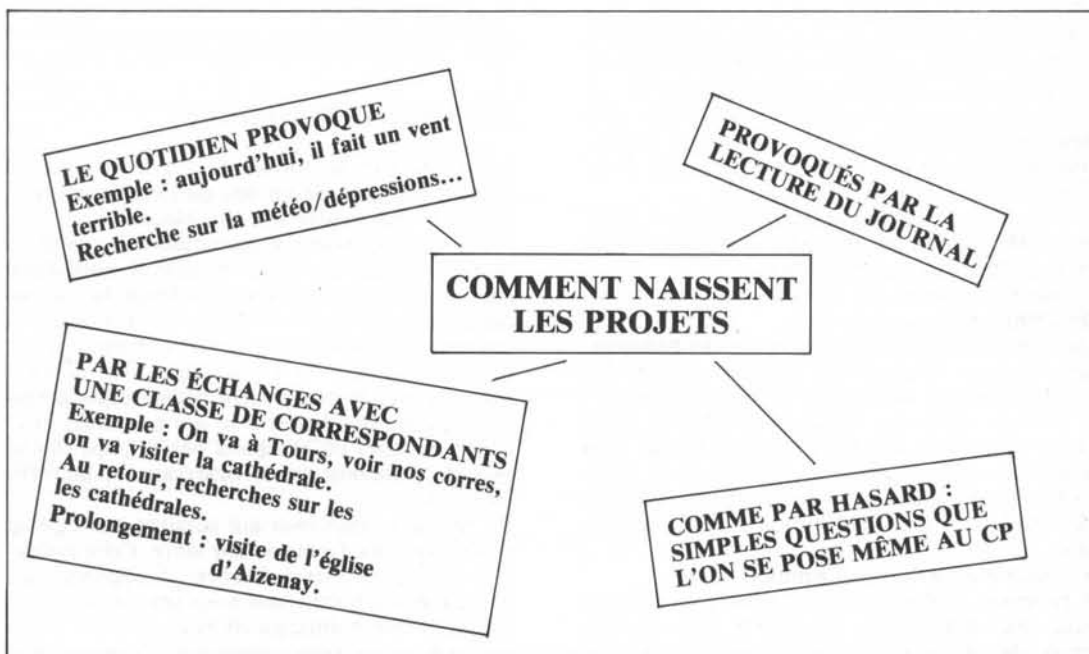 LE QUOTIDIEN PROVOQUE
Exemple : aujourd'hui, il fait un vent
terrible.
Recherche sur la météo/dépressions...
PROVOQUÉS PAR LA
LECTURE DU JOURNAL
COMMENT NAISSENT
LES PROJETS
PAR LES ÉCHANGES AVEC
UNE CLASSE DE CORRESPONDANTS
Exemple : On va à Tours, voir nos corres,
on va visiter la cathédrale.
Au retour, recherches sur les
les cathédrales.
Prolongement : visite de l'église
d'Aizenay.
COMME PAR HASARD :
SIMPLES QUESTIONS QUE
L'ON SE POSE MÊME AU CP